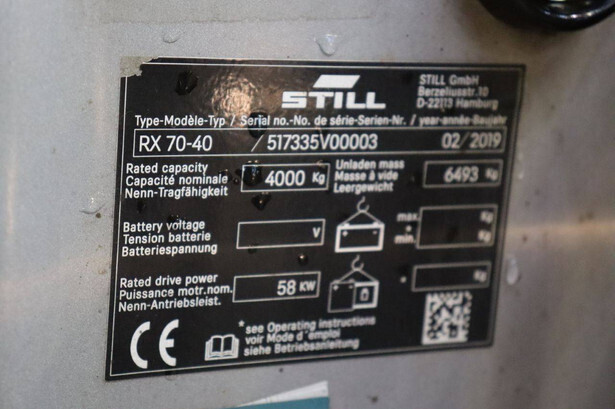 STILL
STILL GmbH
Berzeliusstr.10
D-22113 Hamburg
Type-Modèle-Typ / Serial no.-No. de série-Serien-Nr. / year-année-Baujahr
RX 70-40 / 517335V00003 02/2019
Rated capacity
Capacité nominale
Nenn-Tragfähigkeit
4000 Kg
Unladen mass
Masse à vide
Leergewicht
6493 Kg
Battery voltage
Tension batterie
Batteriespannung
V
max. Kg
min. Kg
Rated drive power
Puissance motr.nom.
Nenn-Antriebsleist.
58 KW
Kg
CE
*see Operating instructions
voir Mode d'emploi
siehe Betriebsanleitung